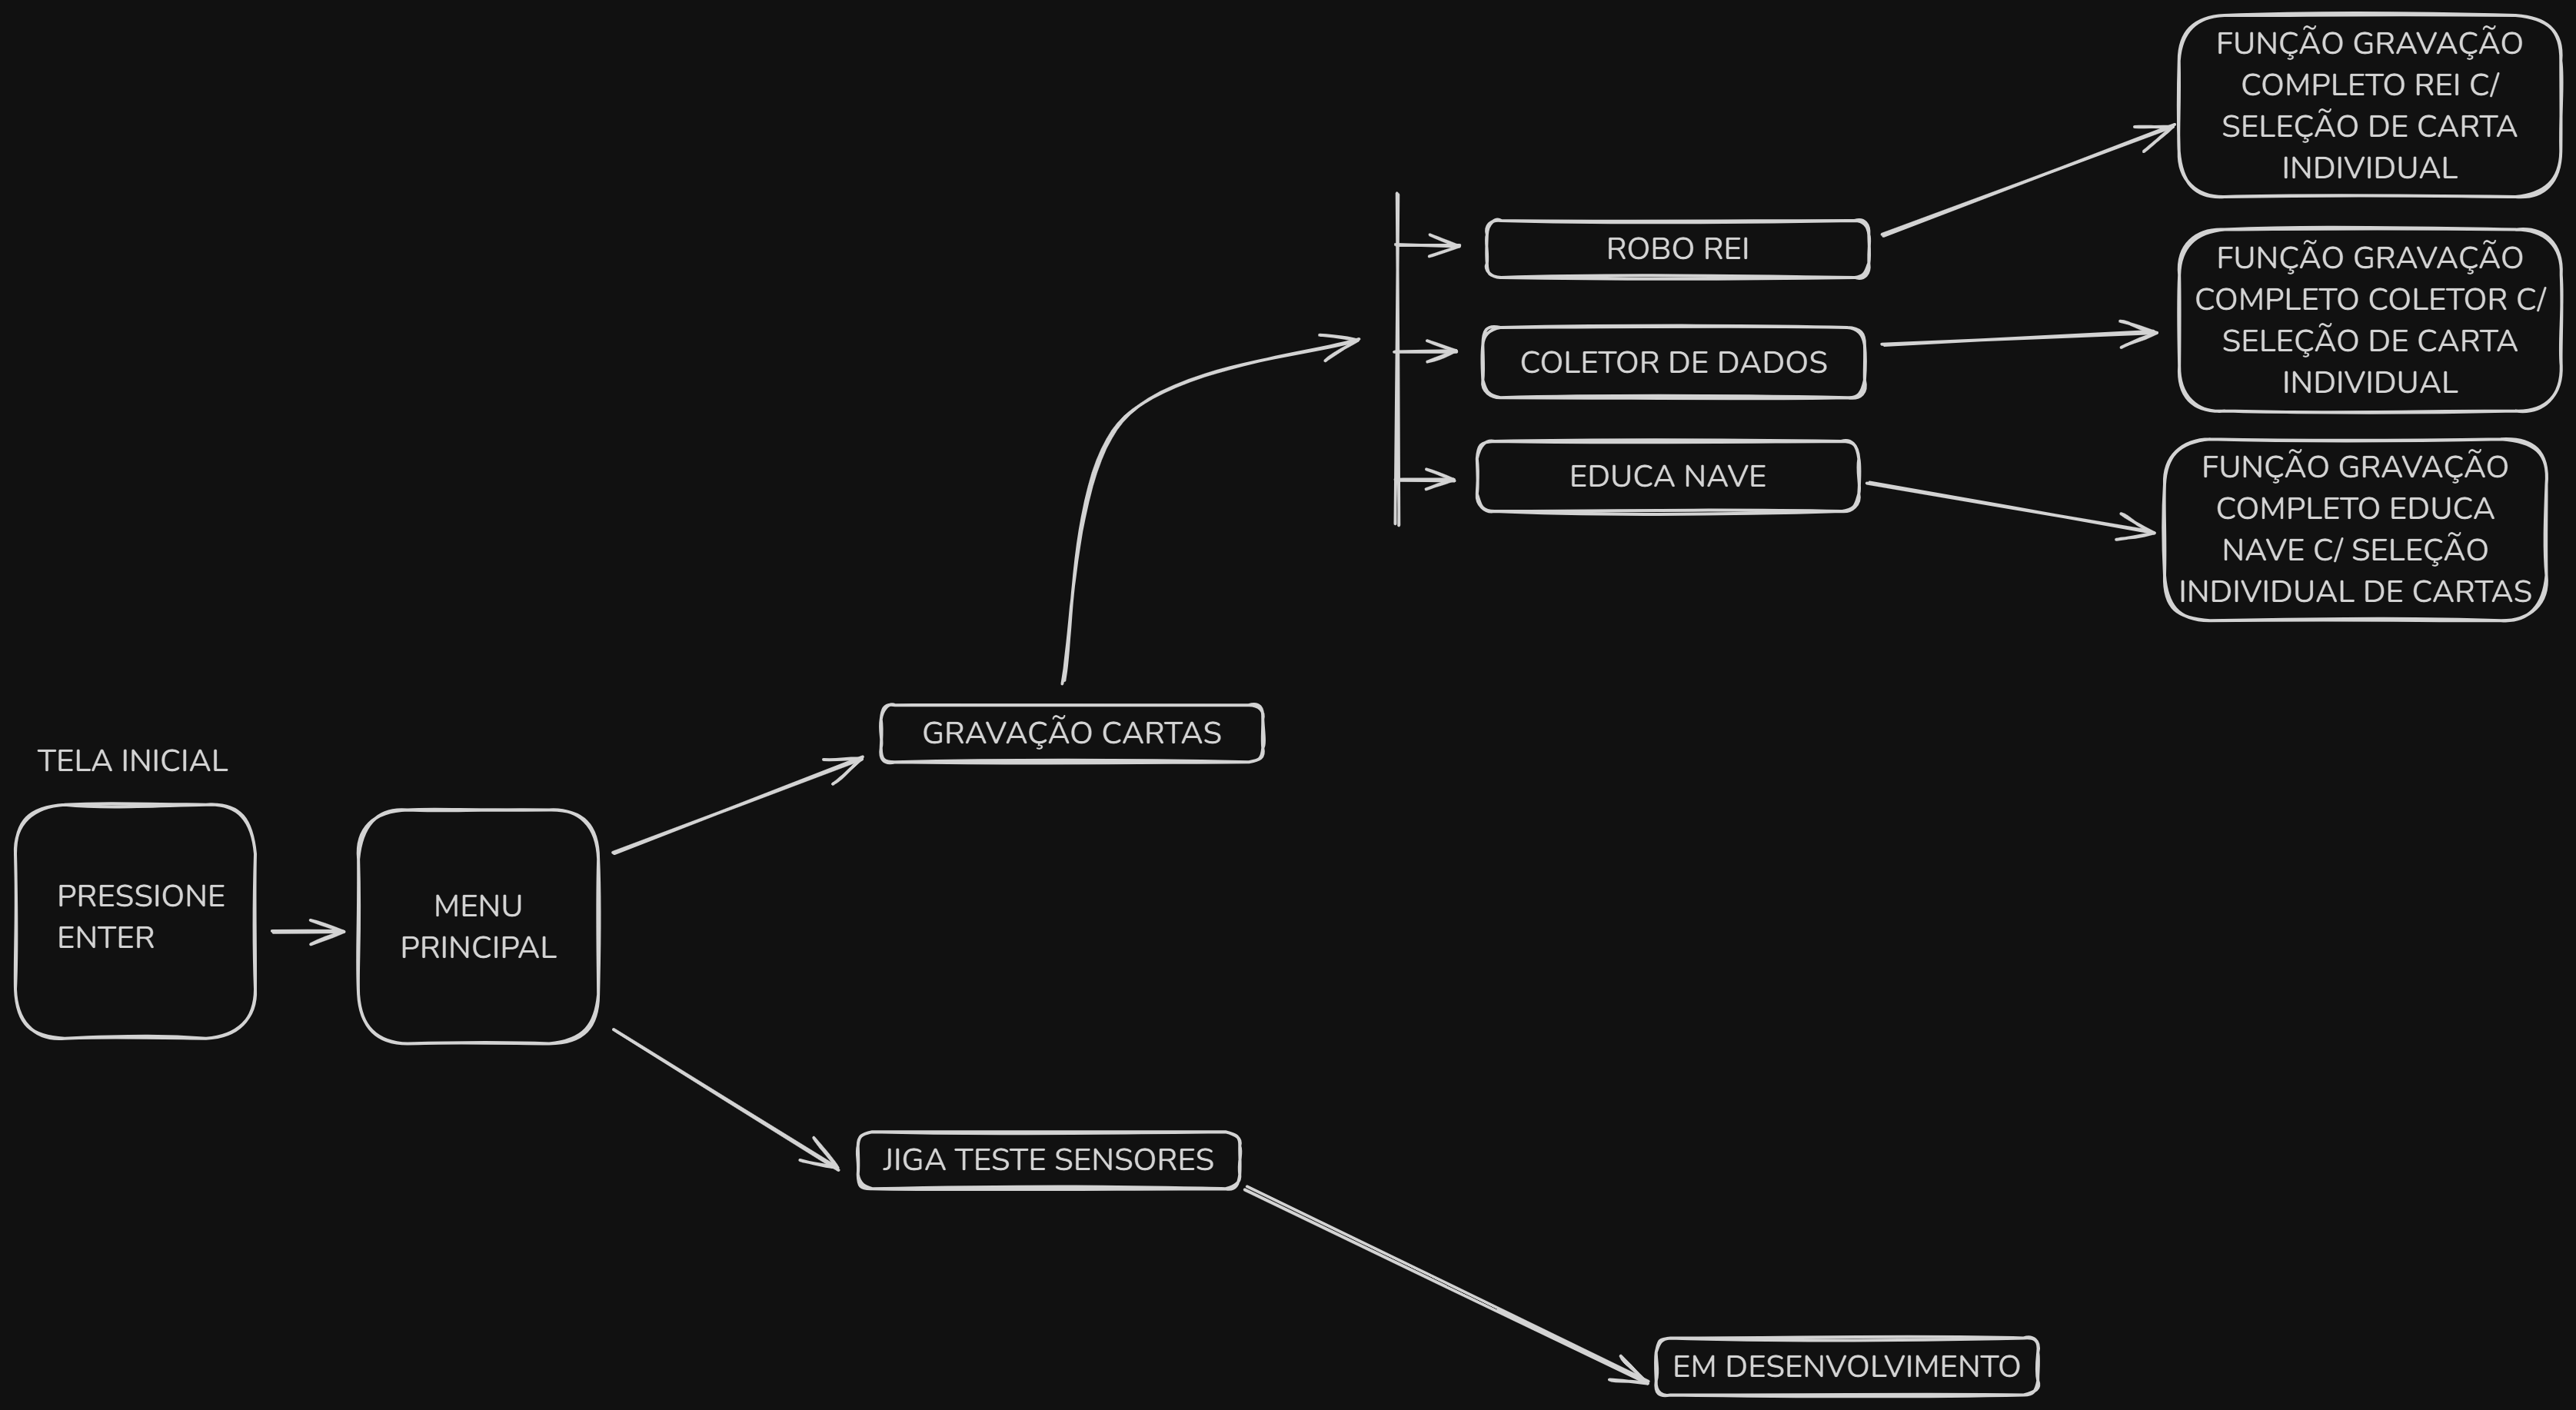 TELA INICIAL
PRESSIONE
ENTER
MENU
PRINCIPAL
GRAVAÇÃO CARTAS
ROBO REI
COLETOR DE DADOS
EDUCA NAVE
FUNÇÃO GRAVAÇÃO
COMPLETO REI C/
SELEÇÃO DE CARTA
INDIVIDUAL
FUNÇÃO GRAVAÇÃO
COMPLETO COLETOR C/
SELEÇÃO DE CARTA
INDIVIDUAL
FUNÇÃO GRAVAÇÃO
COMPLETO EDUCA
NAVE C/ SELEÇÃO
INDIVIDUAL DE CARTAS
JIGA TESTE SENSORES
EM DESENVOLVIMENTO